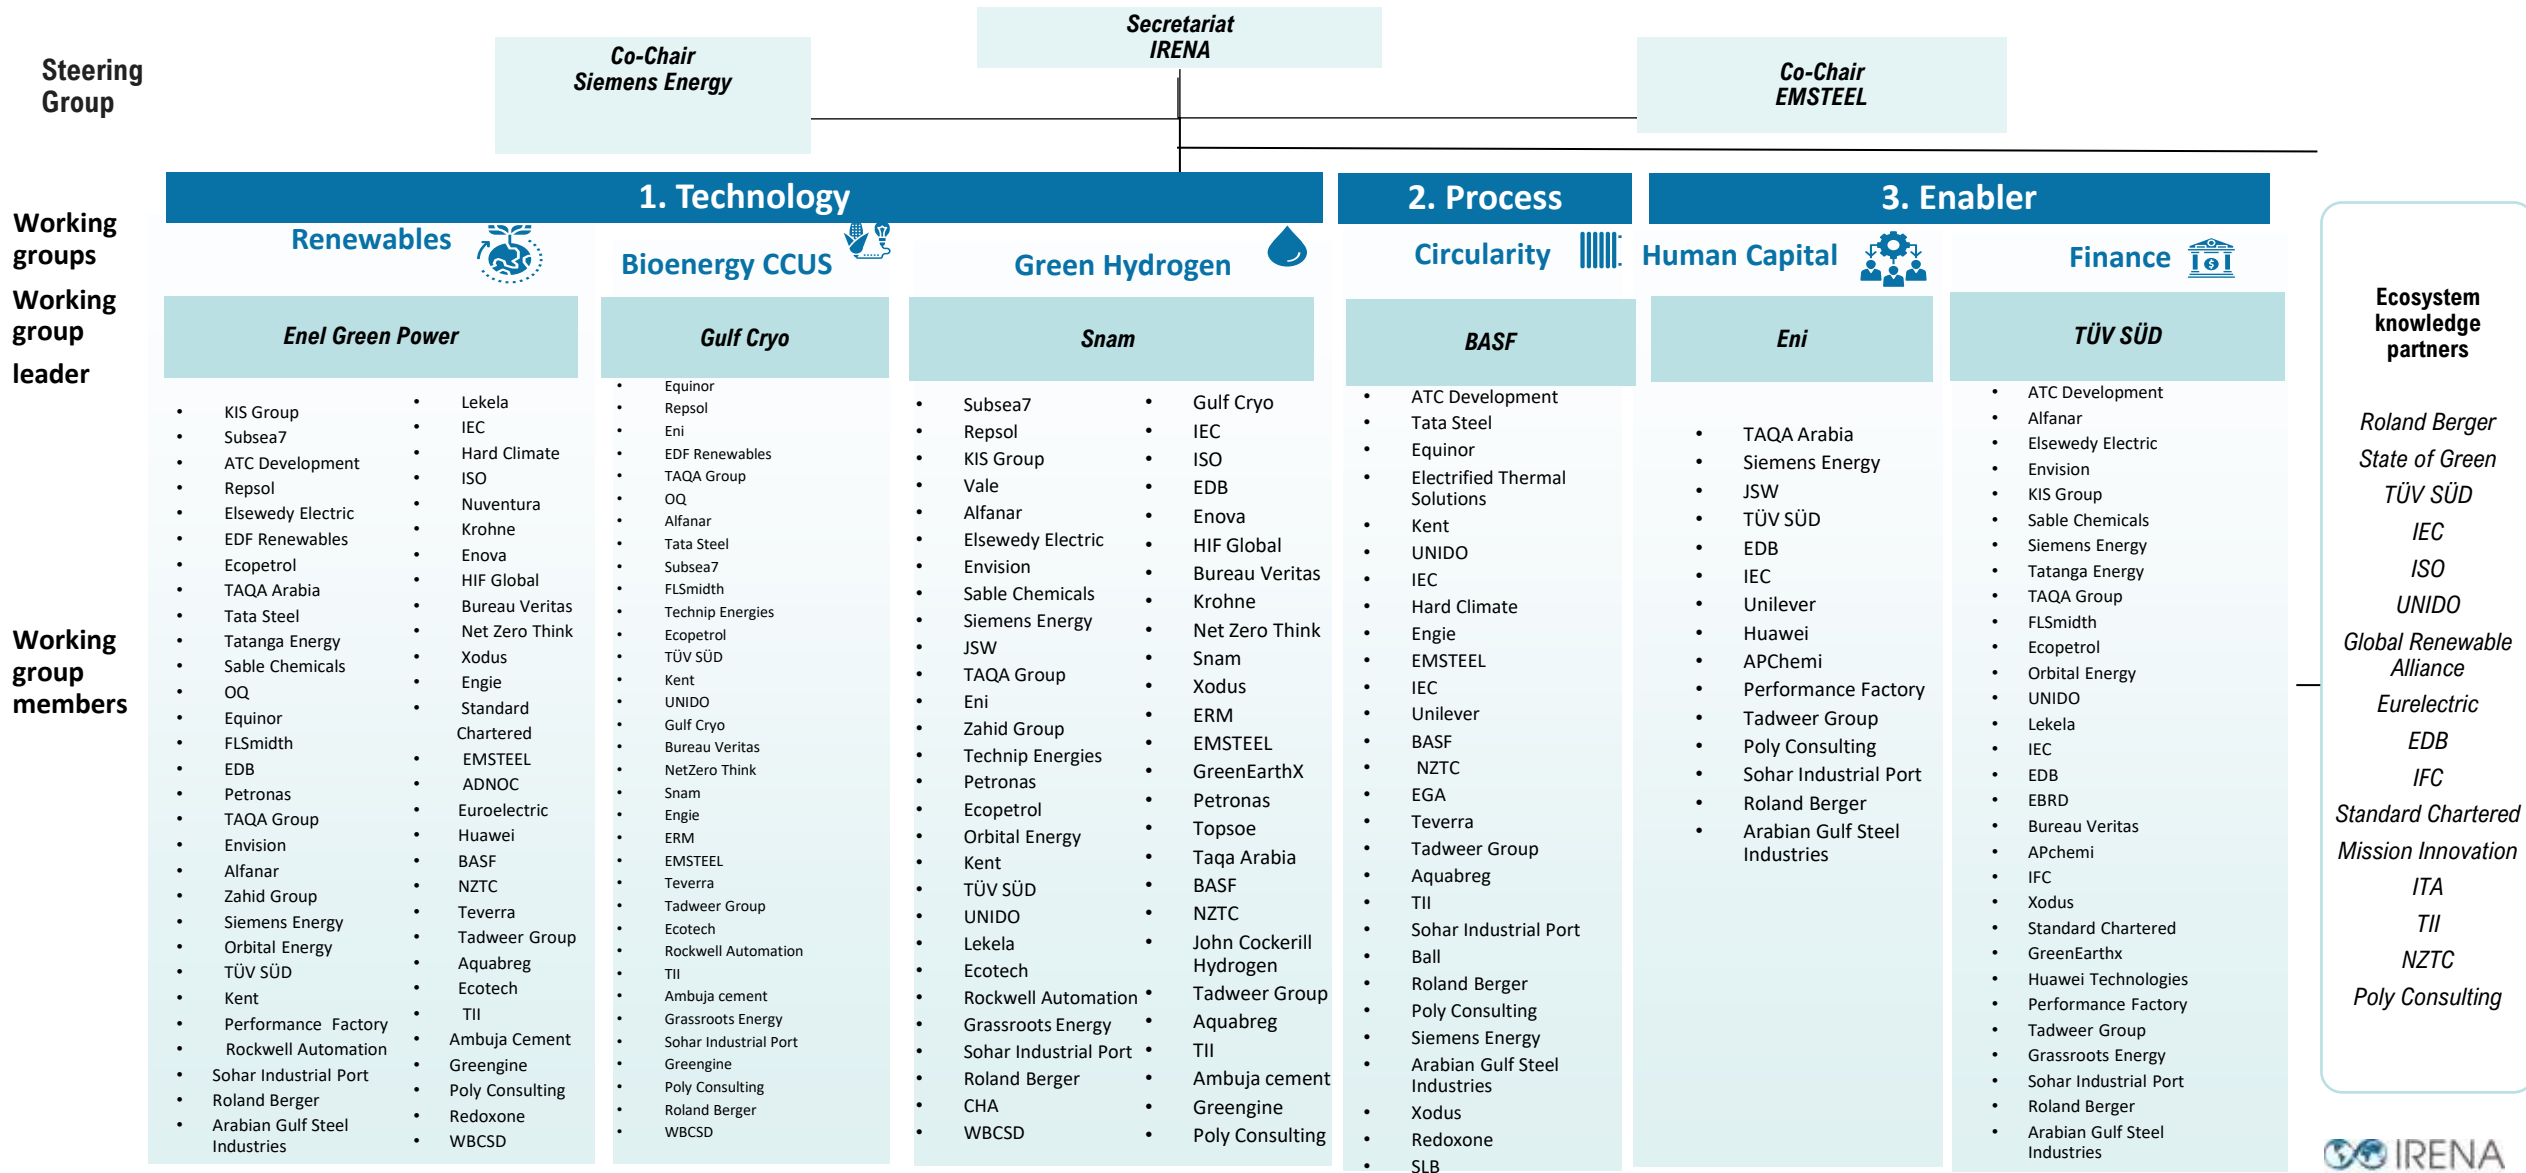 Secretariat
IRENA
Co-Chair
Siemens Energy
Co-Chair
EMSTEEL
Steering
Group
1. Technology
2. Process
3. Enabler
Working
groups
Renewables
Bioenergy CCUS
Green Hydrogen
Circularity
Human Capital
Finance
Working
group
leader
Enel Green Power
Gulf Cryo
Snam
BASF
Eni
TÜV SÜD
Working
group
members
• KIS Group
• Subsea7
• ATC Development
• Repsol
• Elsewedy Electric
• EDF Renewables
• Ecopetrol
• TAQA Arabia
• Tata Steel
• Tatanga Energy
• Sable Chemicals
• OQ
• Equinor
• FLSmidth
• EDB
• Petronas
• TAQA Group
• Envision
• Alfanar
• Zahid Group
• Siemens Energy
• Orbital Energy
• TÜV SÜD
• Kent
• Performance Factory
• Rockwell Automation
• Sohar Industrial Port
• Roland Berger
• Arabian Gulf Steel
Industries
• Lekela
• IEC
• Hard Climate
• ISO
• Nuventura
• Krohne
• Enova
• HIF Global
• Bureau Veritas
• Net Zero Think
• Xodus
• Engie
• Standard
Chartered
• EMSTEEL
• ADNOC
• Euroelectric
• Huawei
• BASF
• NZTC
• Teverra
• Tadweer Group
• Aquabreg
• Ecotech
• TII
• Ambuja Cement
• Greengine
• Poly Consulting
• Redoxone
• WBCSD
• Equinor
• Repsol
• Eni
• EDF Renewables
• TAQA Group
• OQ
• Alfanar
• Tata Steel
• Subsea7
• FLSmidth
• Technip Energies
• Ecopetrol
• TÜV SÜD
• Kent
• UNIDO
• Gulf Cryo
• Bureau Veritas
• NetZero Think
• Snam
• Engie
• ERM
• EMSTEEL
• Teverra
• Tadweer Group
• Ecotech
• Rockwell Automation
• TII
• Ambuja cement
• Grassroots Energy
• Sohar Industrial Port
• Greengine
• Poly Consulting
• Roland Berger
• WBCSD
• Subsea7
• Repsol
• KIS Group
• Vale
• Alfanar
• Elsewedy Electric
• Envision
• Sable Chemicals
• Siemens Energy
• JSW
• TAQA Group
• Eni
• Zahid Group
• Technip Energies
• Petronas
• Ecopetrol
• Orbital Energy
• Kent
• TÜV SÜD
• UNIDO
• Lekela
• Ecotech
• Rockwell Automation
• Grassroots Energy
• Sohar Industrial Port
• Roland Berger
• CHA
• WBCSD
• Gulf Cryo
• IEC
• ISO
• EDB
• Enova
• HIF Global
• Bureau Veritas
• Krohne
• Net Zero Think
• Snam
• Xodus
• ERM
• EMSTEEL
• GreenEarthX
• Petronas
• Topsoe
• Taqa Arabia
• BASF
• NZTC
• John Cockerill
Hydrogen
• Tadweer Group
• Aquabreg
• TII
• Ambuja cement
• Greengine
• Poly Consulting
• ATC Development
• Tata Steel
• Equinor
• Electrified Thermal
Solutions
• Kent
• UNIDO
• IEC
• Hard Climate
• Engie
• EMSTEEL
• IEC
• Unilever
• BASF
• NZTC
• EGA
• Teverra
• Tadweer Group
• Aquabreg
• TII
• Sohar Industrial Port
• Ball
• Roland Berger
• Poly Consulting
• Siemens Energy
• Arabian Gulf Steel
Industries
• Xodus
• Redoxone
• SLB
• TAQA Arabia
• Siemens Energy
• JSW
• TÜV SÜD
• EDB
• IEC
• Unilever
• Huawei
• APChemi
• Performance Factory
• Tadweer Group
• Poly Consulting
• Sohar Industrial Port
• Roland Berger
• Arabian Gulf Steel
Industries
• ATC Development
• Alfanar
• Elsewedy Electric
• Envision
• KIS Group
• Sable Chemicals
• Siemens Energy
• Tatanga Energy
• TAQA Group
• FLSmidth
• Ecopetrol
• Orbital Energy
• UNIDO
• Lekela
• IEC
• EDB
• EBRD
• Bureau Veritas
• APchemi
• IFC
• Xodus
• Standard Chartered
• GreenEarthx
• Huawei Technologies
• Performance Factory
• Tadweer Group
• Grassroots Energy
• Sohar Industrial Port
• Roland Berger
• Arabian Gulf Steel
Industries
Ecosystem
knowledge
partners
Roland Berger
State of Green
TÜV SÜD
IEC
ISO
UNIDO
Global Renewable
Alliance
Eurelectric
EDB
IFC
Standard Chartered
Mission Innovation
ITA
TII
NZTC
Poly Consulting
IRENA